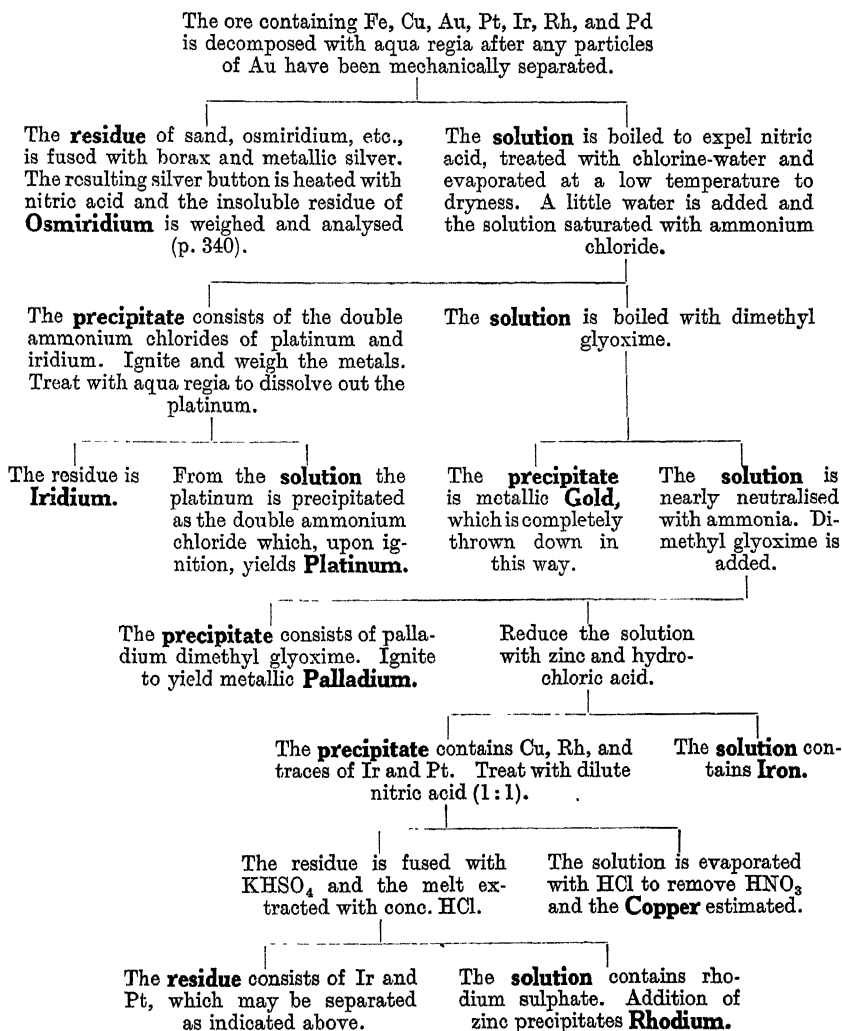 The ore containing Fe, Cu, Au, Pt, Ir, Rh, and Pd
is decomposed with aqua regia after any particles
of Au have been mechanically separated.
The residue of sand, osmiridium, etc.,
is fused with borax and metallic silver.
The resulting silver button is heated with
nitric acid and the insoluble residue of
Osmiridium is weighed and analysed
(p. 340).
The solution is boiled to expel nitric
acid, treated with chlorine-water and
evaporated at a low temperature to
dryness. A little water is added and
the solution saturated with ammonium
chloride.
The precipitate consists of the double
ammonium chlorides of platinum and
iridium. Ignite and weigh the metals.
Treat with aqua regia to dissolve out the
platinum.
The solution is boiled with dimethyl
glyoxime.
The residue is
Iridium.
From the solution the
platinum is precipitated
as the double ammonium
chloride which, upon ig-
nition, yields Platinum.
The precipitate
is metallic Gold,
which is completely
thrown down in
this way.
The solution is
nearly neutralised
with ammonia. Di-
methyl glyoxime is
added.
The precipitate consists of palla-
dium dimethyl glyoxime. Ignite
to yield metallic Palladium.
Reduce the solution
with zinc and hydro-
chloric acid.
The precipitate contains Cu, Rh, and
traces of Ir and Pt. Treat with dilute
nitric acid (1:1).
The solution con-
tains Iron.
The residue is fused with
KHSO₄ and the melt ex-
tracted with conc. HCl.
The solution is evaporated
with HCl to remove HNO₃
and the Copper estimated.
The residue consists of Ir and
Pt, which may be separated
as indicated above.
The solution contains rho-
dium sulphate. Addition of
zinc precipitates Rhodium.